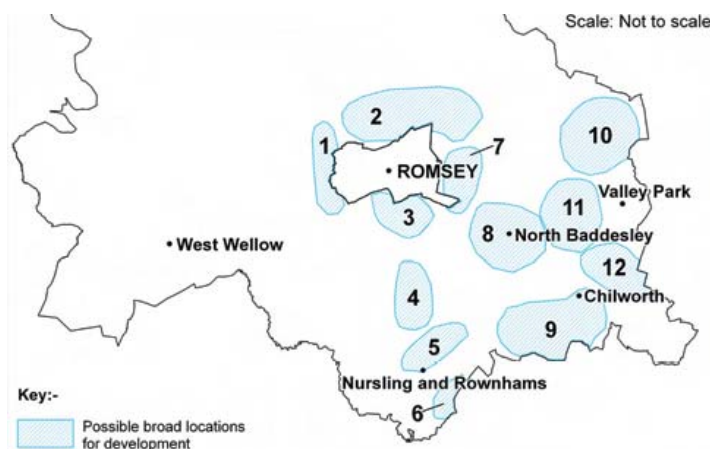 Scale: Not to scale
2
10
1
7
ROMSEY
3
11
Valley Park
8
North Baddesley
West Wellow
12
4
Chilworth
9
5
Nursling and Rownhams
Key:-
6
Possible broad locations
for development